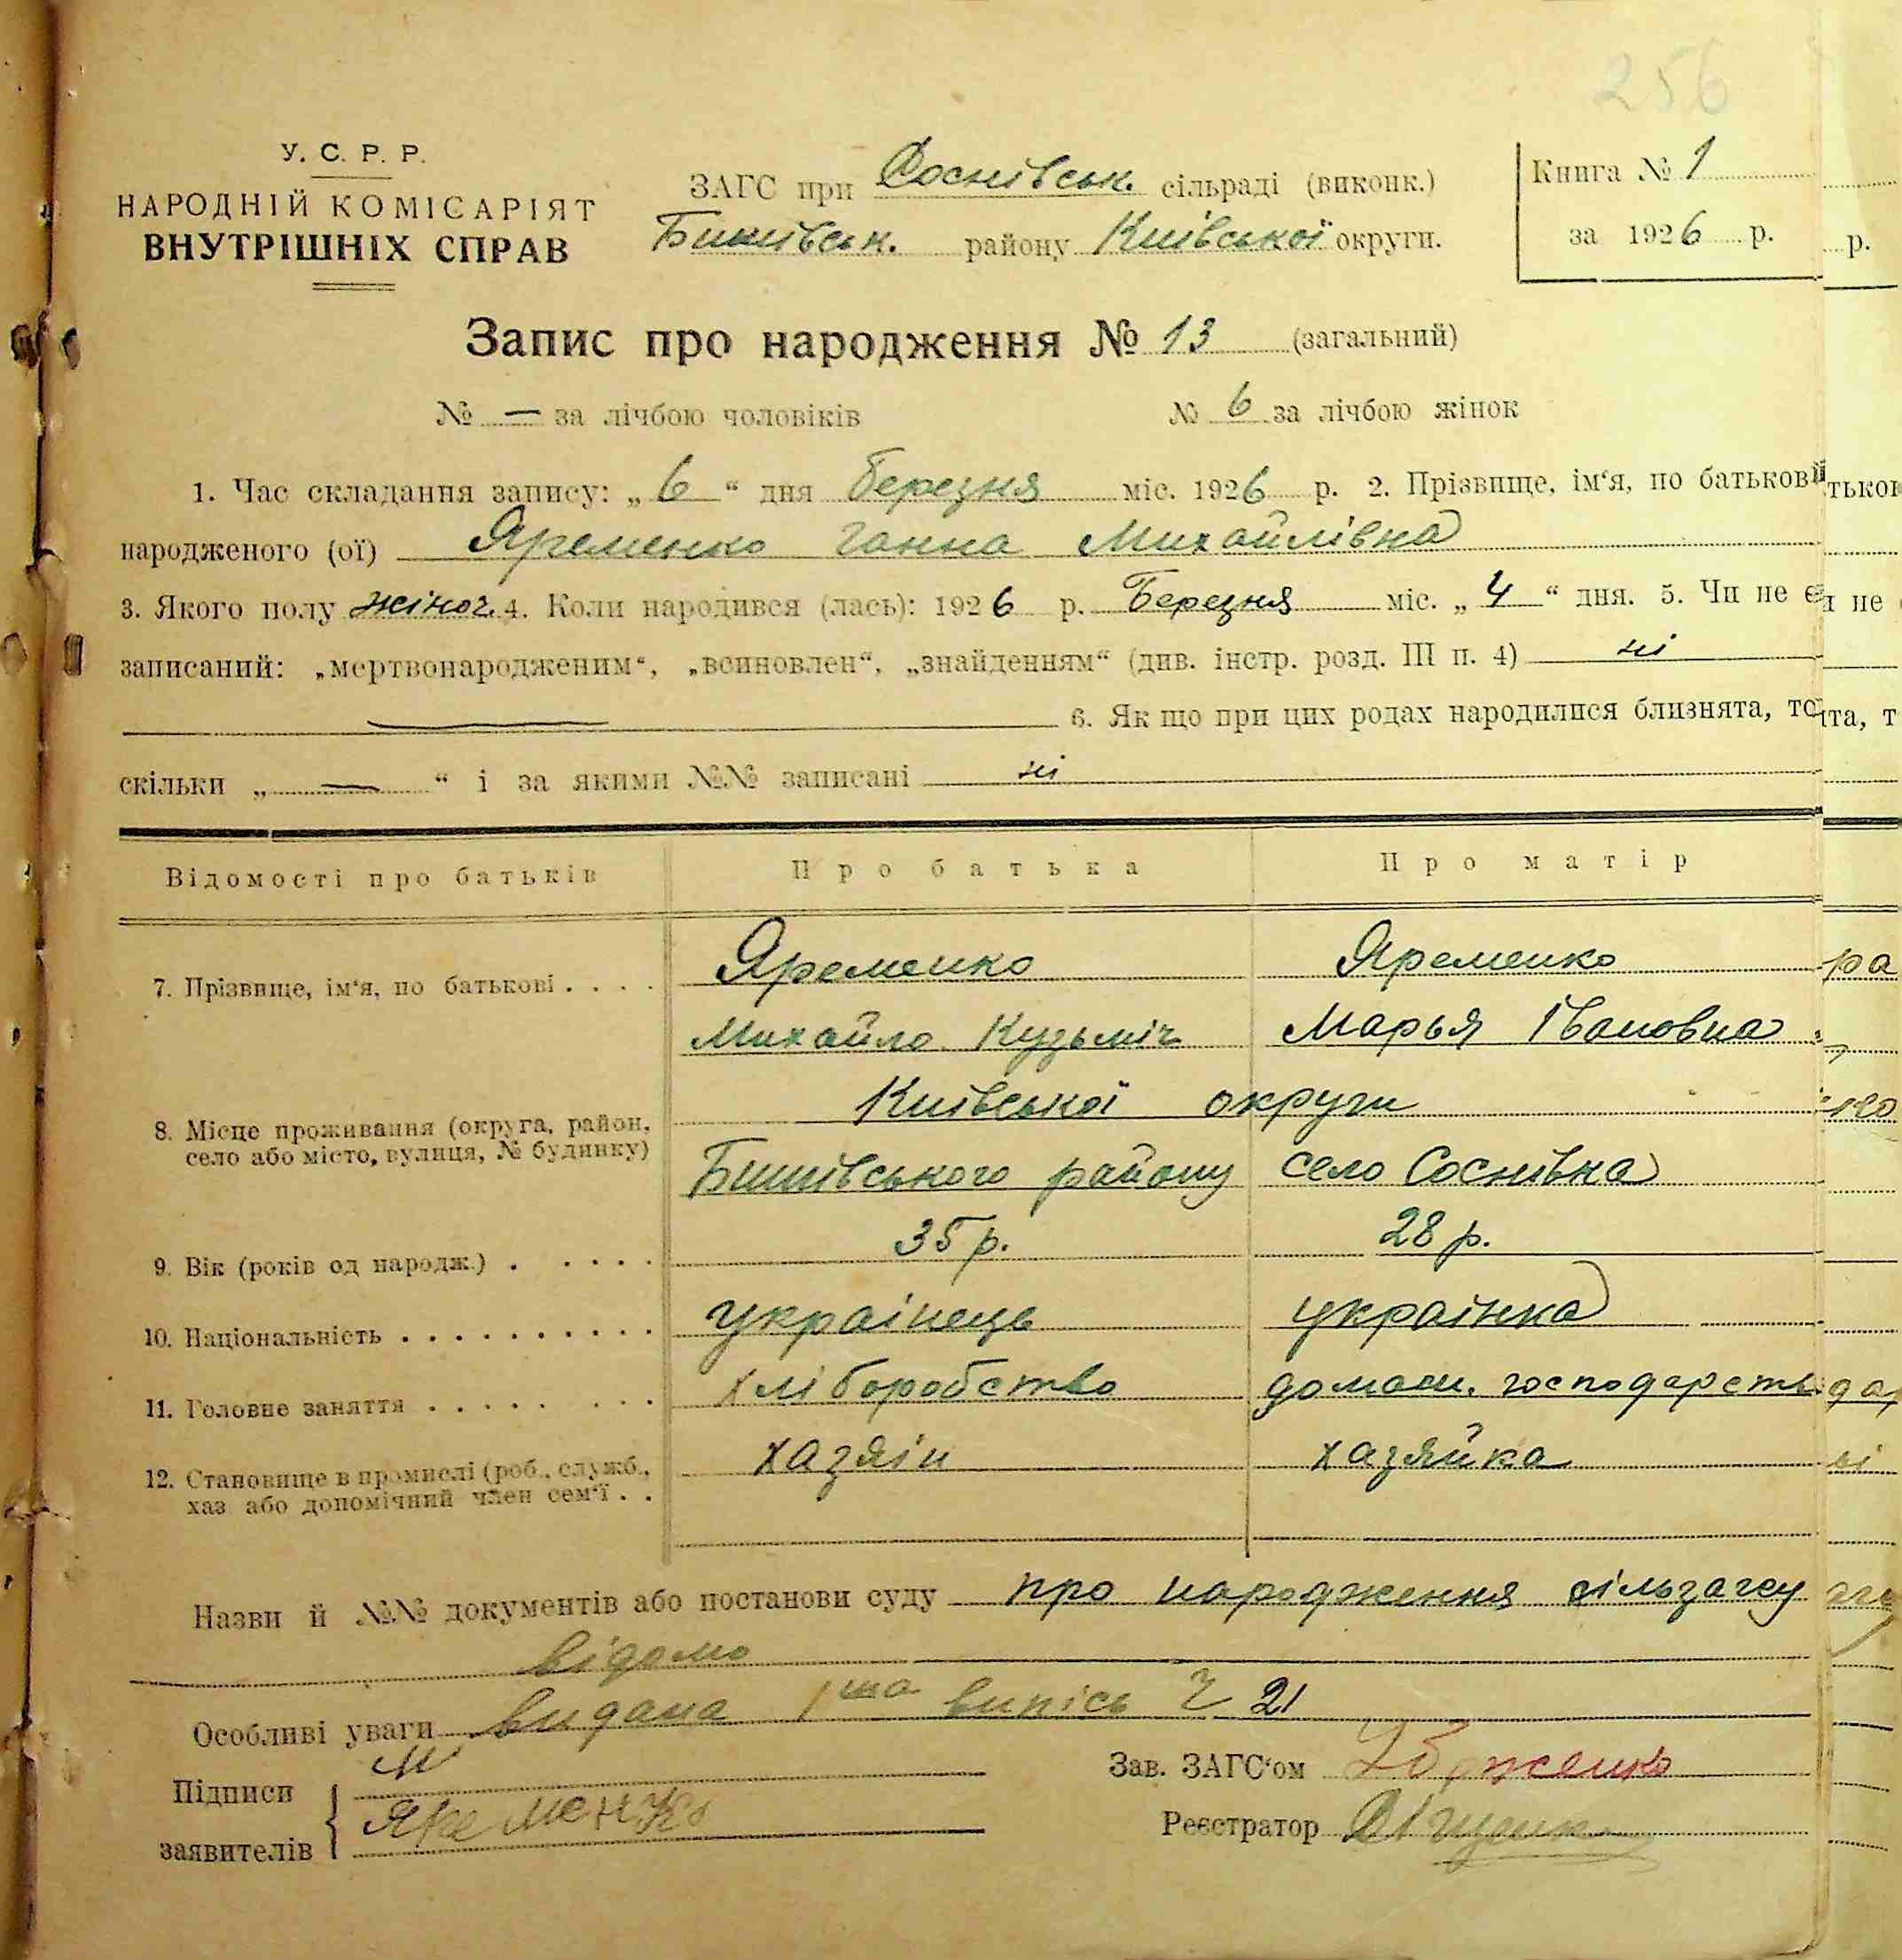 256
У. С. Р. Р.
НАРОДНІЙ КОМІСАРІЯТ
ВНУТРІШНІХ СПРАВ
ЗАГС при Соснівськ. сільраді (виконк.)
Бишівськ. району Київської округи.
Книга № 1
за 1926 р.
р.
Запис про народження № 13 (загальний)
№ — за лічбою чоловіків № 6 за лічбою жінок
1. Час складання запису: „6“ дня березня міс. 1926 р. 2. Прізвище, ім‘я, по батькові
народженого (ої) Яременко Ганна Михайлівна
3. Якого полу жіноч. 4. Коли народився (лась): 1926 р. Березня міс. „4“ дня. 5. Чи не є
записаний: „мертвонародженим“, „всиновлен“, „знайденням“ (див. інстр. розд. III п. 4) ні
6. Як що при цих родах народилися близнята, то
скільки „—“ і за якими №№ записані ні
Відомості про батьків Про батька Про матір
7. Прізвище, ім‘я, по батькові . . . . Яременко Яременко
Михайло Кузьміч Марья Івановна
8. Місце проживання (округа, район, село або місто, вулиця, № будинку) Київської округи
Бишівського району село Соснівка
9. Вік (років од народж.) . . . . . 35 р. 28 р.
10. Національність . . . . . . . . . . українець українка
11. Головне заняття . . . . . . . . хліборобство домаш. господарств
12. Становище в промислі (роб., служб., хазяін хазяйка
хаз або допомічний член сем‘ї . .
Назви й №№ документів або постанови суду про народження сільзагсу
відомо
Особливі уваги видана 1ша випісь Ч 21
Підписи
заявителів Яременко
Зав. ЗАГС‘ом
Реєстратор